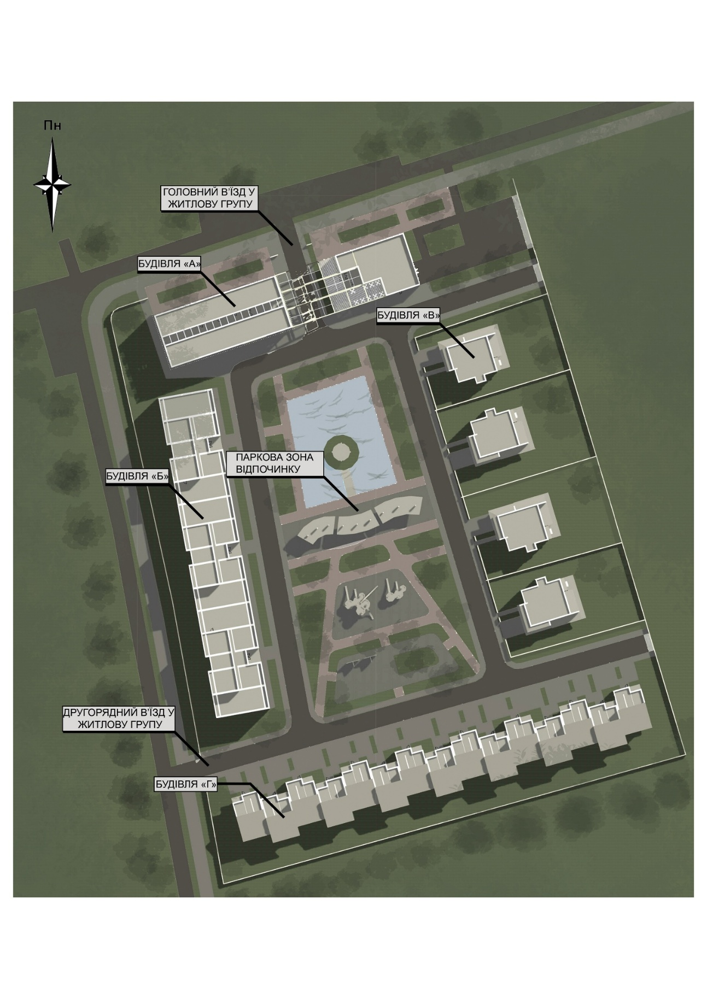 Пн
ГОЛОВНИЙ В'ЇЗД У
ЖИТЛОВУ ГРУПУ
БУДІВЛЯ «А»
БУДІВЛЯ «В»
ПАРКОВА ЗОНА
ВІДПОЧИНКУ
БУДІВЛЯ «Б»
ДРУГОРЯДНИЙ В'ЇЗД У
ЖИТЛОВУ ГРУПУ
БУДІВЛЯ «Г»